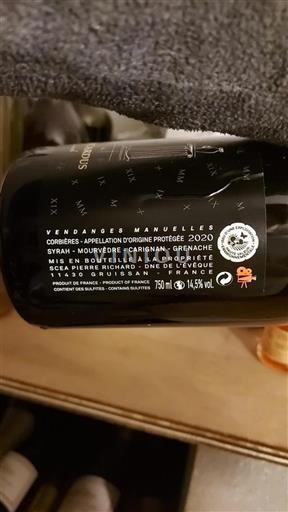 ARDUS
VENDANGES MANUELLES
CORBIÈRES - APPELLATION D'ORIGINE PROTÉGÉE 2020
SYRAH - MOURVÈDRE - CARIGNAN - GRENACHE
MIS EN BOUTEILLE À LA PROPRIÉTÉ
SCEA PIERRE RICHARD - DNE DE L'ÉVÊQUE
11430 GRUISSAN - FRANCE
PRODUIT DE FRANCE - PRODUCT OF FRANCE
CONTIENT DES SULFITES - CONTAINS SULFITES
750 ml e 14,5% vol.